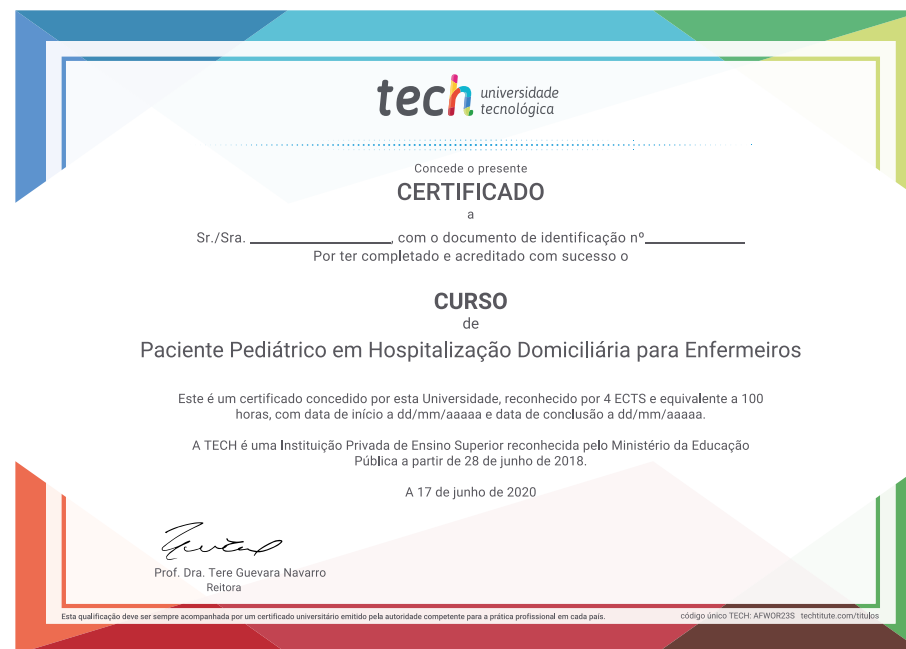 tech universidade
tecnológica
Concede o presente
CERTIFICADO
a
Sr./Sra. ____________________, com o documento de identificação nº______________
Por ter completado e acreditado com sucesso o
CURSO
de
Paciente Pediátrico em Hospitalização Domiciliária para Enfermeiros
Este é um certificado concedido por esta Universidade, reconhecido por 4 ECTS e equivalente a 100
horas, com data de início a dd/mm/aaaaa e data de conclusão a dd/mm/aaaaa.
A TECH é uma Instituição Privada de Ensino Superior reconhecida pelo Ministério da Educação
Pública a partir de 28 de junho de 2018.
A 17 de junho de 2020
Prof. Dra. Tere Guevara Navarro
Reitora
Esta qualificação deve ser sempre acompanhada por um certificado universitário emitido pela autoridade competente para a prática profissional em cada país.
código único TECH: AFWOR23S techtitute.com/titulos